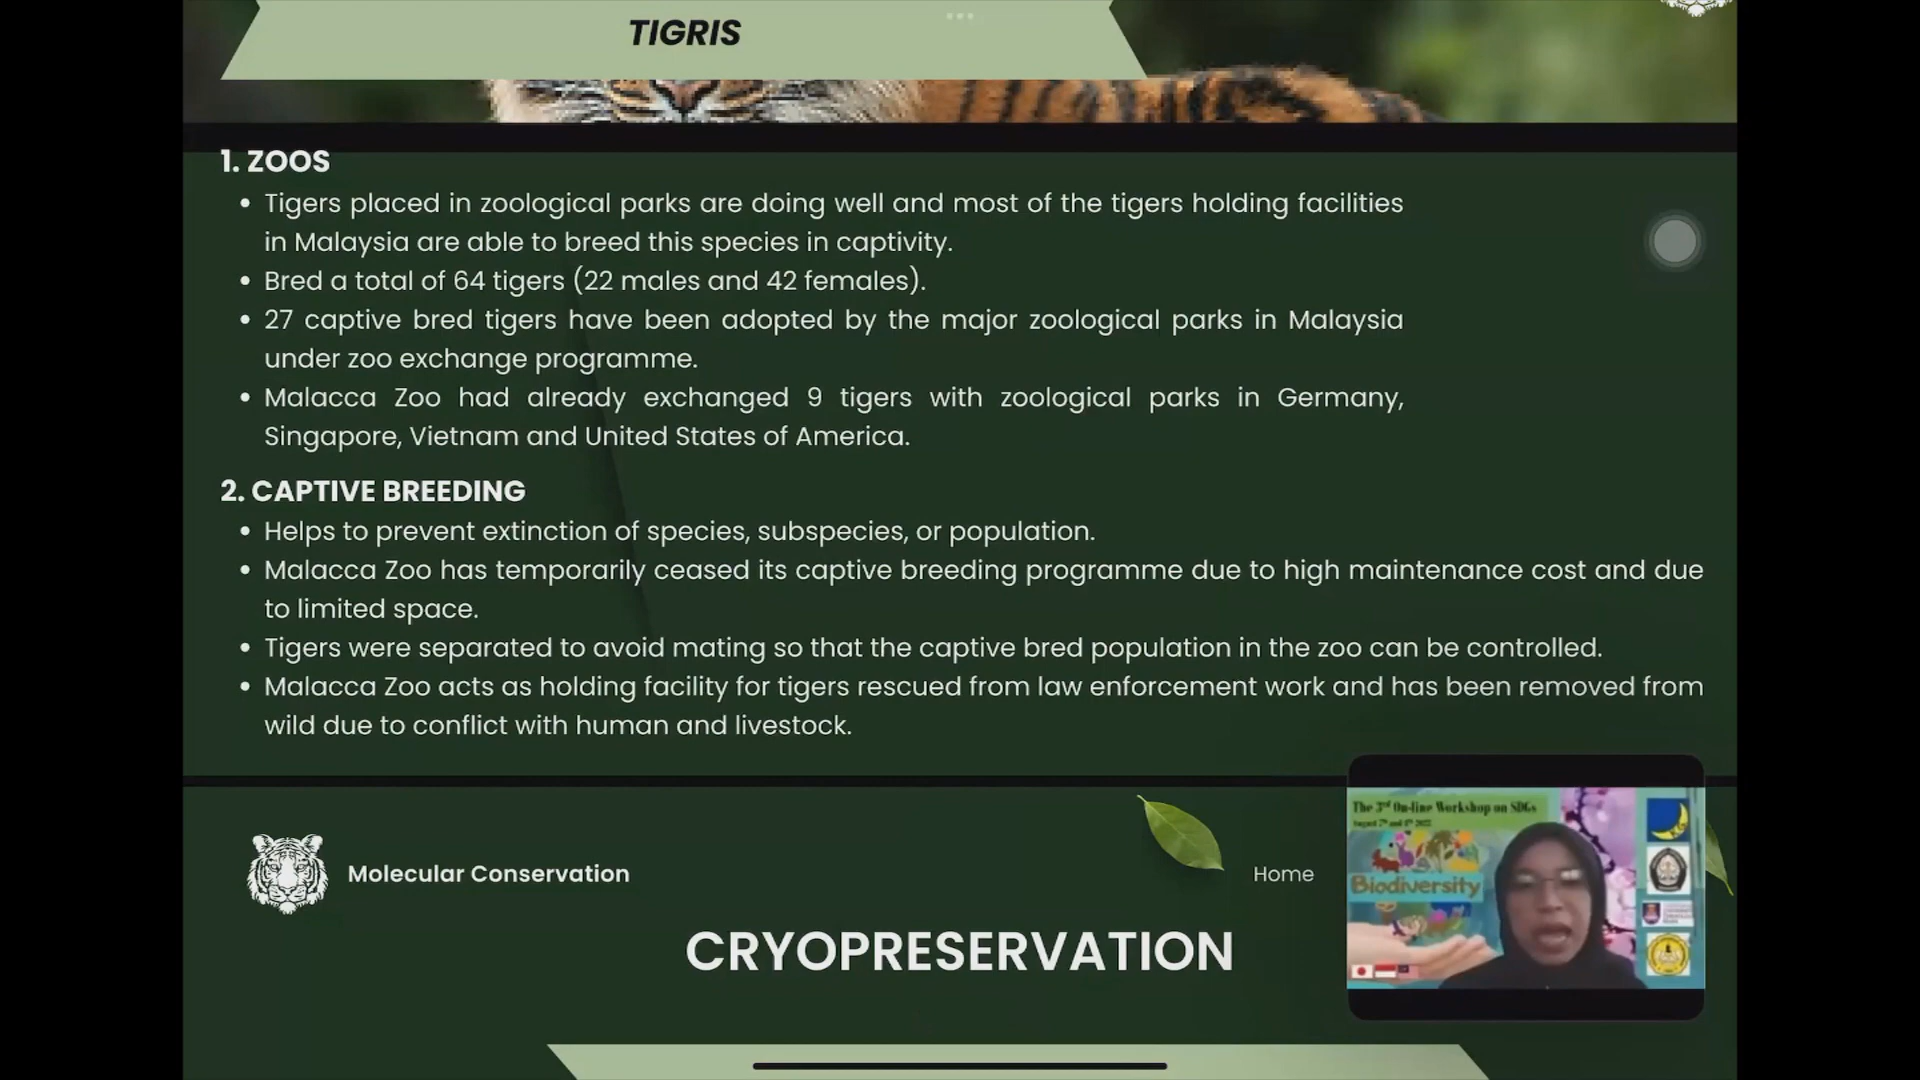 TIGRIS
1. ZOOS
• Tigers placed in zoological parks are doing well and most of the tigers holding facilities
in Malaysia are able to breed this species in captivity.
• Bred a total of 64 tigers (22 males and 42 females).
• 27 captive bred tigers have been adopted by the major zoological parks in Malaysia
under zoo exchange programme.
• Malacca Zoo had already exchanged 9 tigers with zoological parks in Germany,
Singapore, Vietnam and United States of America.
2. CAPTIVE BREEDING
• Helps to prevent extinction of species, subspecies, or population.
• Malacca Zoo has temporarily ceased its captive breeding programme due to high maintenance cost and due
to limited space.
• Tigers were separated to avoid mating so that the captive bred population in the zoo can be controlled.
• Malacca Zoo acts as holding facility for tigers rescued from law enforcement work and has been removed from
wild due to conflict with human and livestock.
Molecular Conservation
Home
CRYOPRESERVATION
The 3rd On-line Workshop on SDGs
Biodiversity